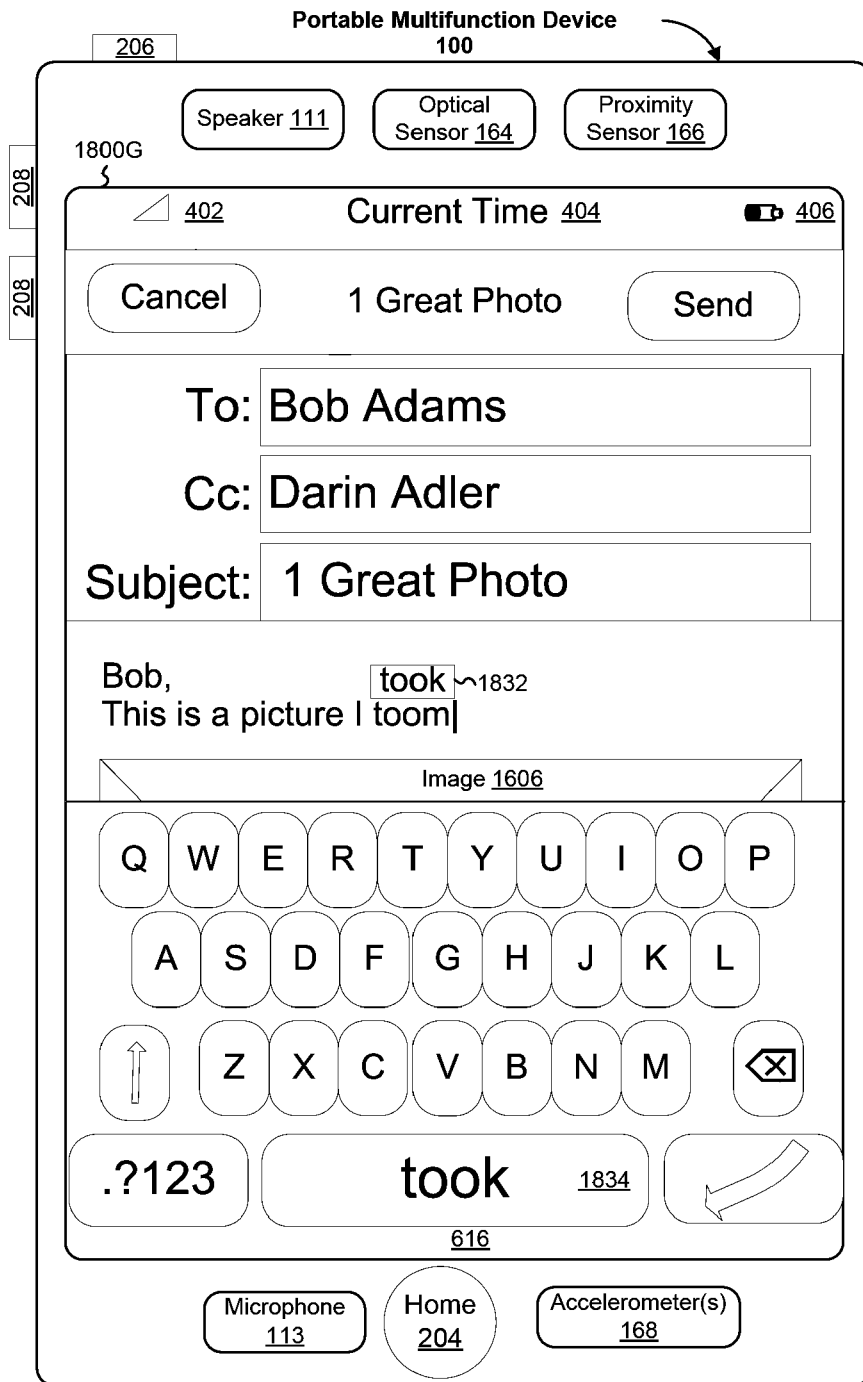 Portable Multifunction Device
100
206
Speaker 111
Optical
Sensor 164
Proximity
Sensor 166
1800G
208
208
402
Current Time 404
406
Cancel
1 Great Photo
Send
To: Bob Adams
Cc: Darin Adler
Subject: 1 Great Photo
Bob,
took
1832
This is a picture I toom
Image 1606
Q W E R T Y U I O P
A S D F G H J K L
Z X C V B N M
.?123
took 1834
616
Microphone
113
Home
204
Accelerometer(s)
168